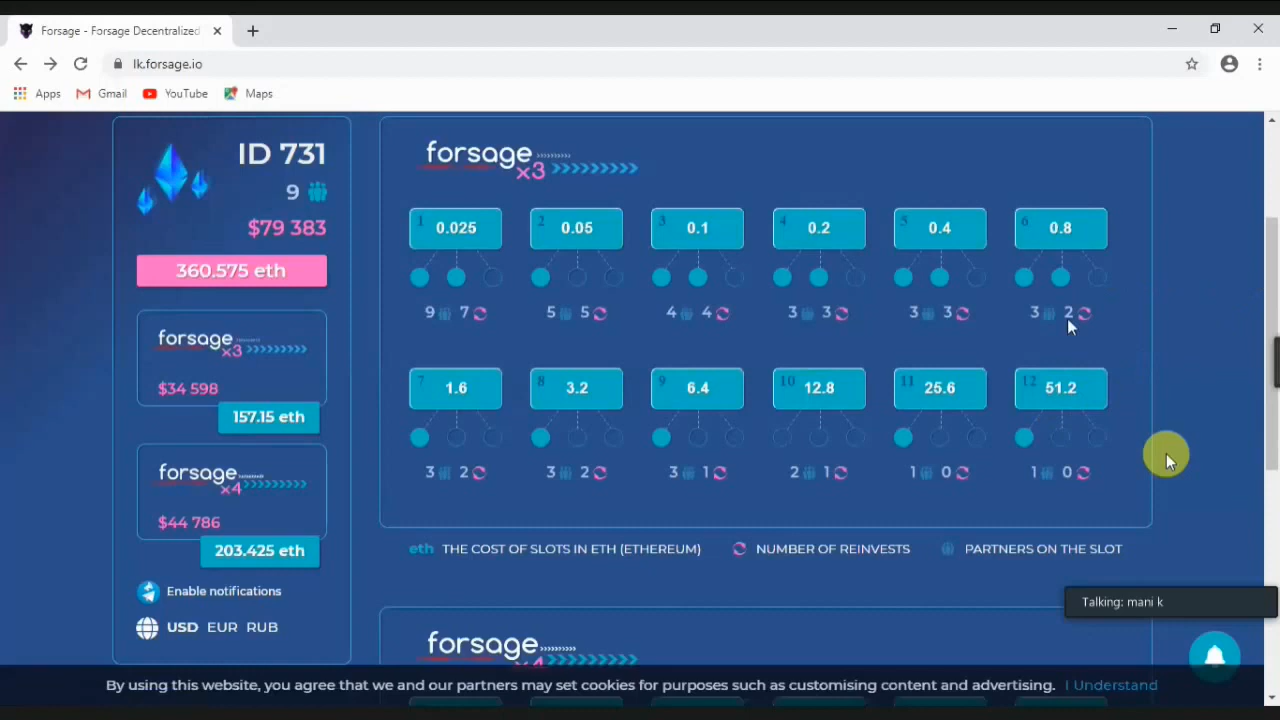 Forsage - Forsage Decentralized
lk.forsage.io
Apps Gmail YouTube Maps
ID 731
9
$79 383
360.575 eth
forsage x3
$34 598
157.15 eth
forsage x4
$44 786
203.425 eth
Enable notifications
USD EUR RUB
forsage x3
1 0.025 2 0.05 3 0.1 4 0.2 5 0.4 6 0.8
9 7 5 5 4 4 3 3 3 3 3 2
7 1.6 8 3.2 9 6.4 10 12.8 11 25.6 12 51.2
3 2 3 2 3 1 2 1 1 0 1 0
eth THE COST OF SLOTS IN ETH (ETHEREUM) NUMBER OF REINVESTS PARTNERS ON THE SLOT
Talking: mani k
forsage x4
By using this website, you agree that we and our partners may set cookies for purposes such as customising content and advertising. I Understand